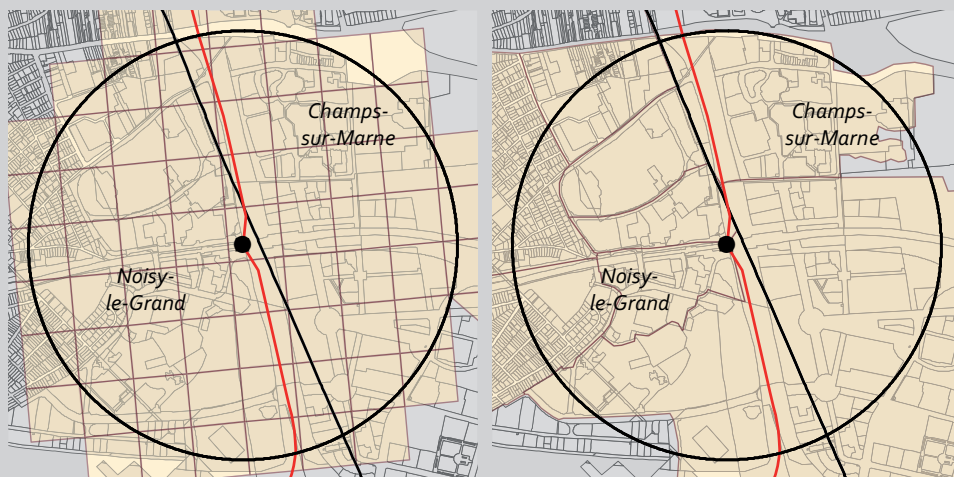 Champs-
sur-Marne
Noisy-
le-Grand
Champs-
sur-Marne
Noisy-
le-Grand